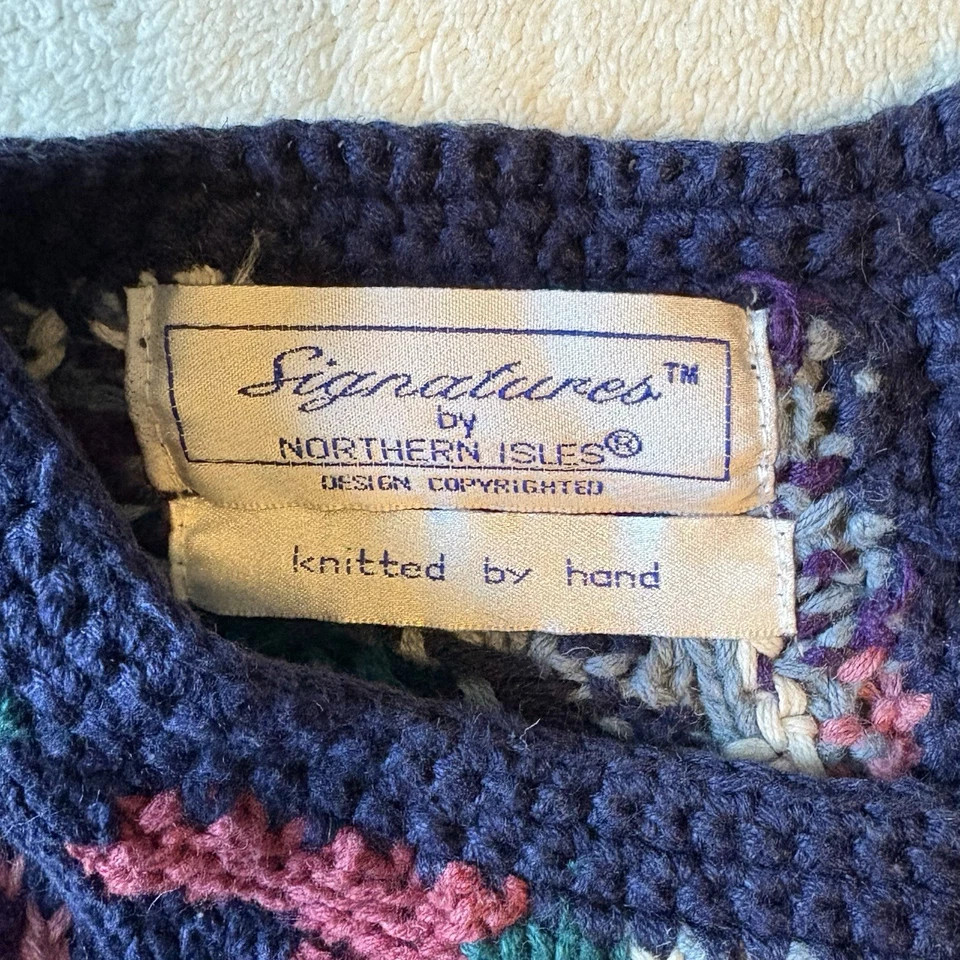 Signatures™
by
NORTHERN ISLES®
DESIGN COPYRIGHTED
knitted by hand